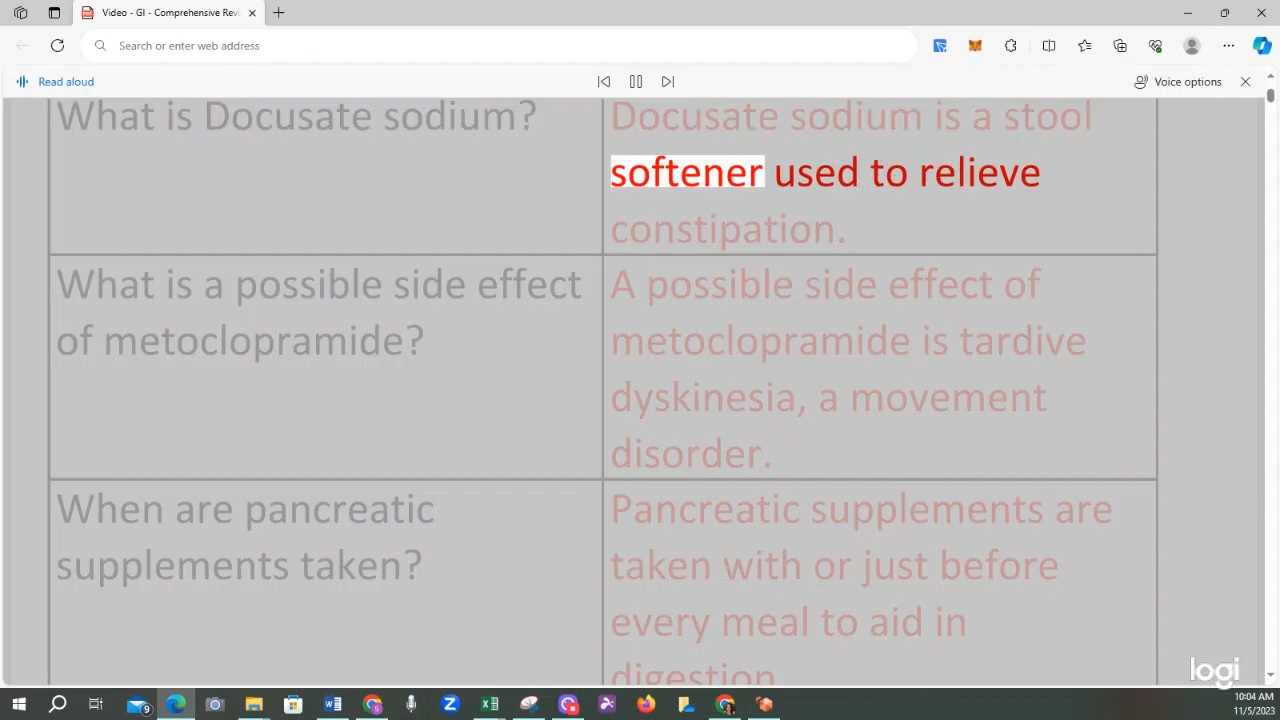 Video - GI - Comprehensive Revi
Search or enter web address
Read aloud
Voice options
What is Docusate sodium?
Docusate sodium is a stool
softener used to relieve
constipation.
What is a possible side effect
of metoclopramide?
A possible side effect of
metoclopramide is tardive
dyskinesia, a movement
disorder.
When are pancreatic
supplements taken?
Pancreatic supplements are
taken with or just before
every meal to aid in
digestion
logi
9
10:04 AM
11/5/2023